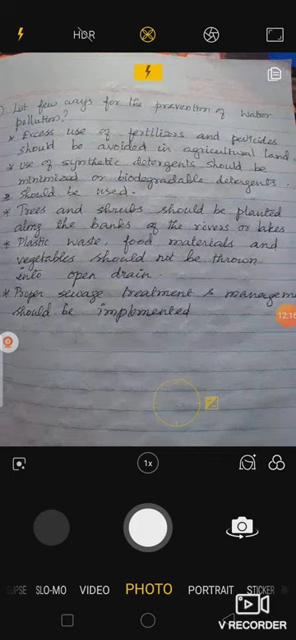 HDR
List few ways for the prevention of water
pollution?
* Excess use of fertilizers and pesticides
should be avoided in agricultural land
* use of synthetic detergents should be
minimized or biodegradable detergents.
* should be used.
* Trees and shrubs should be planted
along the banks of the rivers or lakes
* Plastic waste, food materials and
vegetables should not be thrown
into open drain.
* Proper sewage treatment & managem
should be implemented
12:16
1x
SLO-MO VIDEO PHOTO PORTRAIT STICKER
V RECORDER